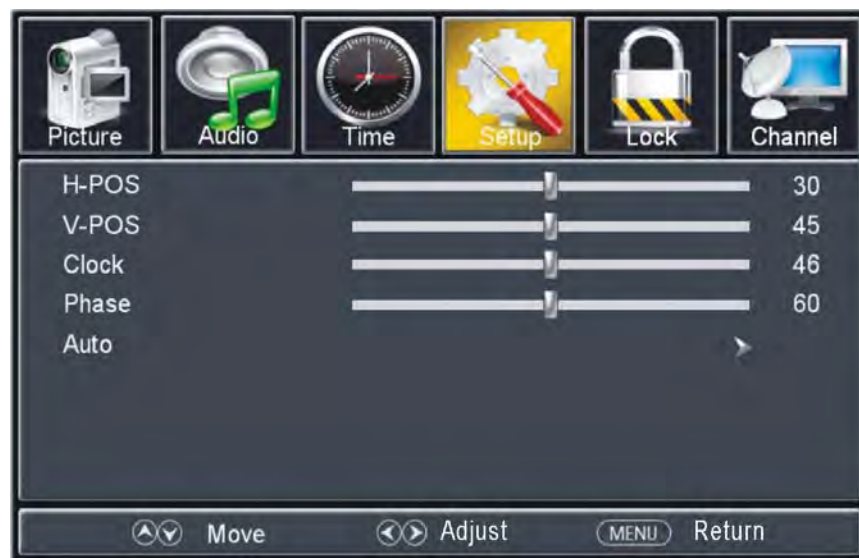 Picture Audio Time Setup Lock Channel
H-POS 30
V-POS 45
Clock 46
Phase 60
Auto
Move Adjust MENU Return